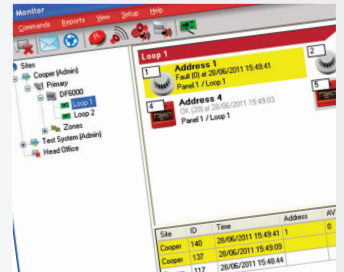 Monitor
Commands Reports View Setup Help
Sites
Cooper (Admin)
Primary
DF6000
Loop 1
Loop 2
Zones
Test System (Admin)
Head Office
Loop 1
1
Address 1
Fault (0) at 28/06/2011 15:49:41
Panel 1 / Loop 1
2
4
Address 4
OK (20) at 28/06/2011 15:49:03
Panel 1 / Loop 1
5
Site ID Time Address AV
Cooper 140 28/06/2011 15:49:41 1 0
Cooper 137 28/06/2011 15:49:09
117 28/06/2011 15:48:44